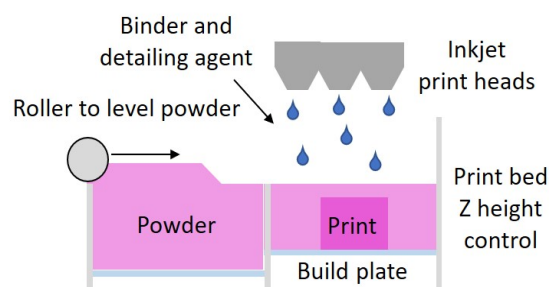 Binder and
detailing agent
Inkjet
print heads
Roller to level powder
Powder
Print
Print bed
Z height
control
Build plate